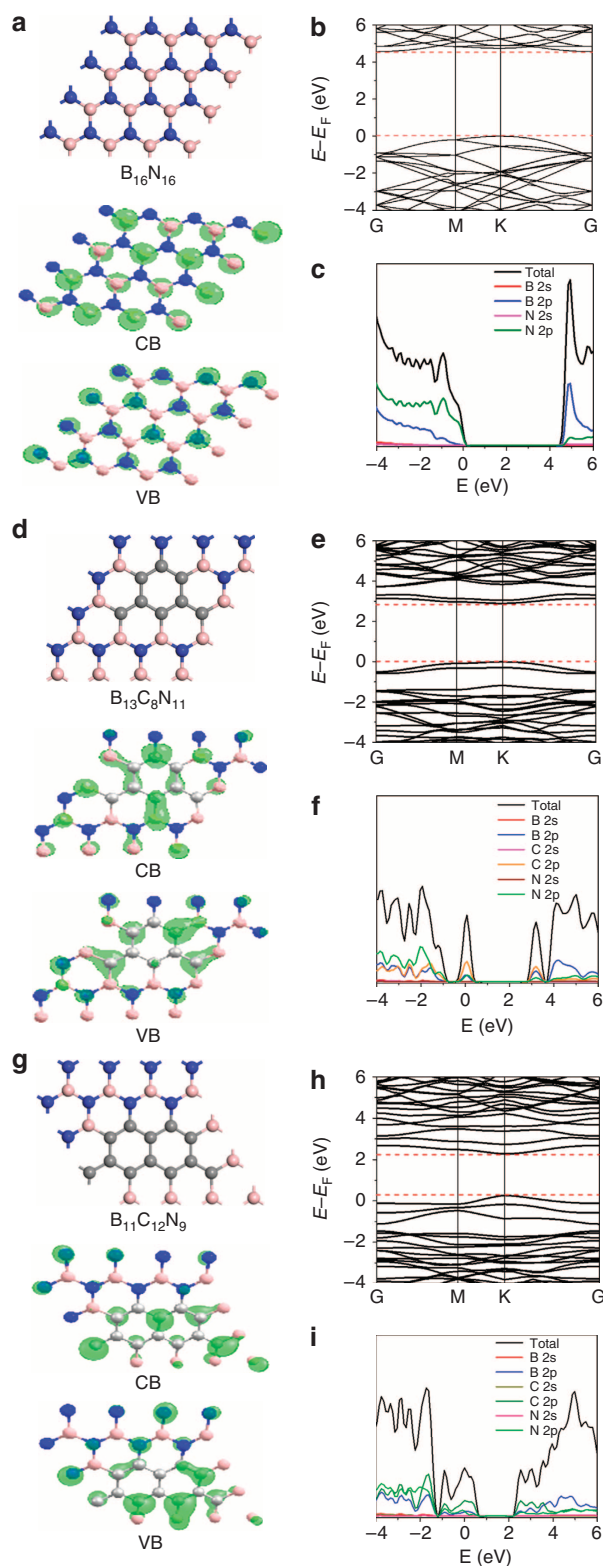 a
B16N16
CB
VB
b
E–EF (eV)
6
4
2
0
−2
−4
G M K G
c
Total
B 2s
B 2p
N 2s
N 2p
−4 −2 0 2 4 6
E (eV)
d
B13C8N11
CB
VB
e
E–EF (eV)
6
4
2
0
−2
−4
G M K G
f
Total
B 2s
B 2p
C 2s
C 2p
N 2s
N 2p
−4 −2 0 2 4 6
E (eV)
g
B11C12N9
CB
VB
h
E–EF (eV)
6
4
2
0
−2
−4
G M K G
i
Total
B 2s
B 2p
C 2s
C 2p
N 2s
N 2p
−4 −2 0 2 4 6
E (eV)